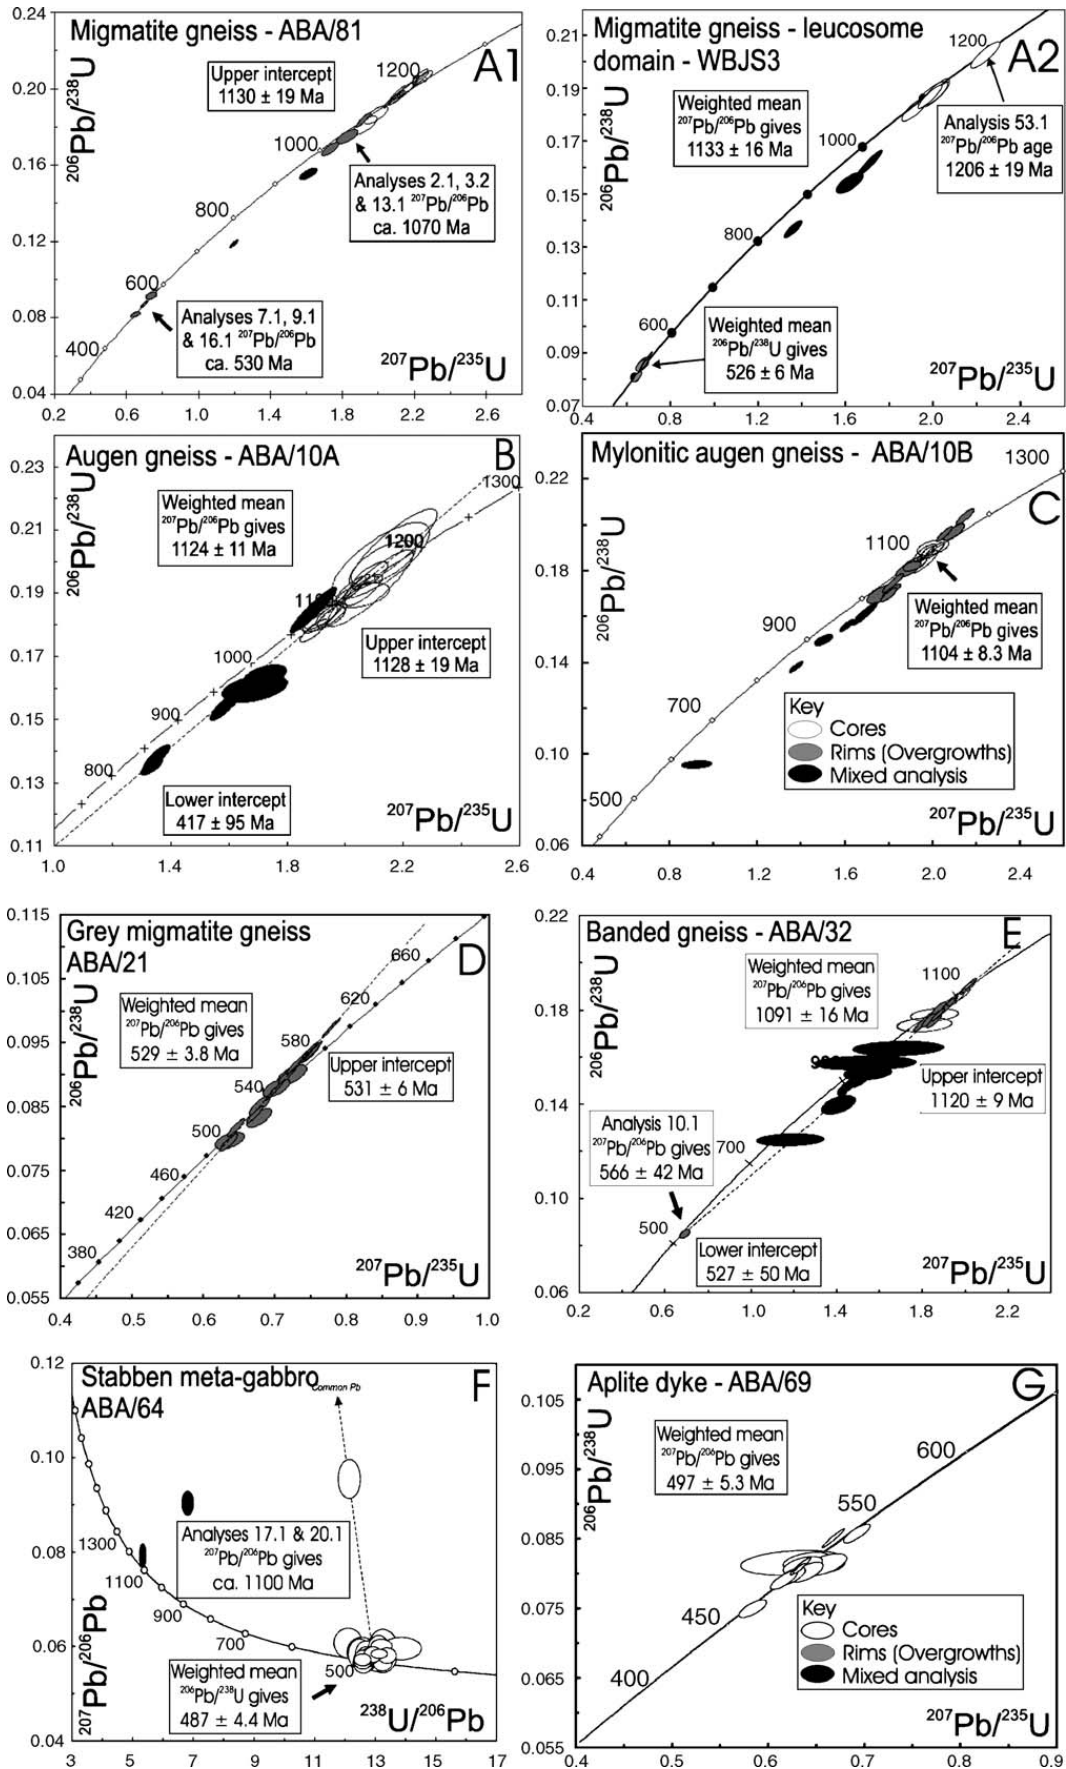 Migmatite gneiss - ABA/81
A1
0.24
0.20
0.16
0.12
0.08
0.04
²⁰⁶Pb/²³⁸U
Upper intercept
1130 ± 19 Ma
1200
1000
800
600
400
Analyses 2.1, 3.2
& 13.1 ²⁰⁷Pb/²⁰⁶Pb
ca. 1070 Ma
Analyses 7.1, 9.1
& 16.1 ²⁰⁷Pb/²⁰⁶Pb
ca. 530 Ma
²⁰⁷Pb/²³⁵U
0.2 0.6 1.0 1.4 1.8 2.2 2.6
Migmatite gneiss - leucosome
domain - WBJS3
A2
0.21
0.19
0.17
0.15
0.13
0.11
0.09
0.07
²⁰⁶Pb/²³⁸U
Weighted mean
²⁰⁷Pb/²⁰⁶Pb gives
1133 ± 16 Ma
1200
1000
800
600
Analysis 53.1
²⁰⁷Pb/²⁰⁶Pb age
1206 ± 19 Ma
Weighted mean
²⁰⁶Pb/²³⁸U gives
526 ± 6 Ma
²⁰⁷Pb/²³⁵U
0.4 0.8 1.2 1.6 2.0 2.4
Augen gneiss - ABA/10A
B
0.23
0.21
0.19
0.17
0.15
0.13
0.11
²⁰⁶Pb/²³⁸U
Weighted mean
²⁰⁷Pb/²⁰⁶Pb gives
1124 ± 11 Ma
1300
1200
1000
900
800
Upper intercept
1128 ± 19 Ma
Lower intercept
417 ± 95 Ma
²⁰⁷Pb/²³⁵U
1.0 1.4 1.8 2.2 2.6
Mylonitic augen gneiss - ABA/10B
C
0.22
0.18
0.14
0.10
0.06
²⁰⁶Pb/²³⁸U
1300
1100
900
700
500
Weighted mean
²⁰⁷Pb/²⁰⁶Pb gives
1104 ± 8.3 Ma
Key
Cores
Rims (Overgrowths)
Mixed analysis
²⁰⁷Pb/²³⁵U
0.4 0.8 1.2 1.6 2.0 2.4
Grey migmatite gneiss
ABA/21
D
0.115
0.105
0.095
0.085
0.075
0.065
0.055
²⁰⁶Pb/²³⁸U
Weighted mean
²⁰⁷Pb/²⁰⁶Pb gives
529 ± 3.8 Ma
660
620
580
540
500
460
420
380
Upper intercept
531 ± 6 Ma
²⁰⁷Pb/²³⁵U
0.4 0.5 0.6 0.7 0.8 0.9 1.0
Banded gneiss - ABA/32
E
0.22
0.18
0.14
0.10
0.06
²⁰⁶Pb/²³⁸U
Weighted mean
²⁰⁷Pb/²⁰⁶Pb gives
1091 ± 16 Ma
1100
700
500
Upper intercept
1120 ± 9 Ma
Analysis 10.1
²⁰⁷Pb/²⁰⁶Pb gives
566 ± 42 Ma
Lower intercept
527 ± 50 Ma
²⁰⁷Pb/²³⁵U
0.2 0.6 1.0 1.4 1.8 2.2
Stabben meta-gabbro
ABA/64
F
0.12
0.10
0.08
0.06
0.04
²⁰⁷Pb/²⁰⁶Pb
Common Pb
1300
1100
900
700
500
Analyses 17.1 & 20.1
²⁰⁷Pb/²⁰⁶Pb gives
ca. 1100 Ma
Weighted mean
²⁰⁶Pb/²³⁸U gives
487 ± 4.4 Ma
²³⁸U/²⁰⁶Pb
3 5 7 9 11 13 15 17
Aplite dyke - ABA/69
G
0.105
0.095
0.085
0.075
0.065
0.055
²⁰⁶Pb/²³⁸U
Weighted mean
²⁰⁷Pb/²⁰⁶Pb gives
497 ± 5.3 Ma
600
550
450
400
Key
Cores
Rims (Overgrowths)
Mixed analysis
²⁰⁷Pb/²³⁵U
0.4 0.5 0.6 0.7 0.8 0.9